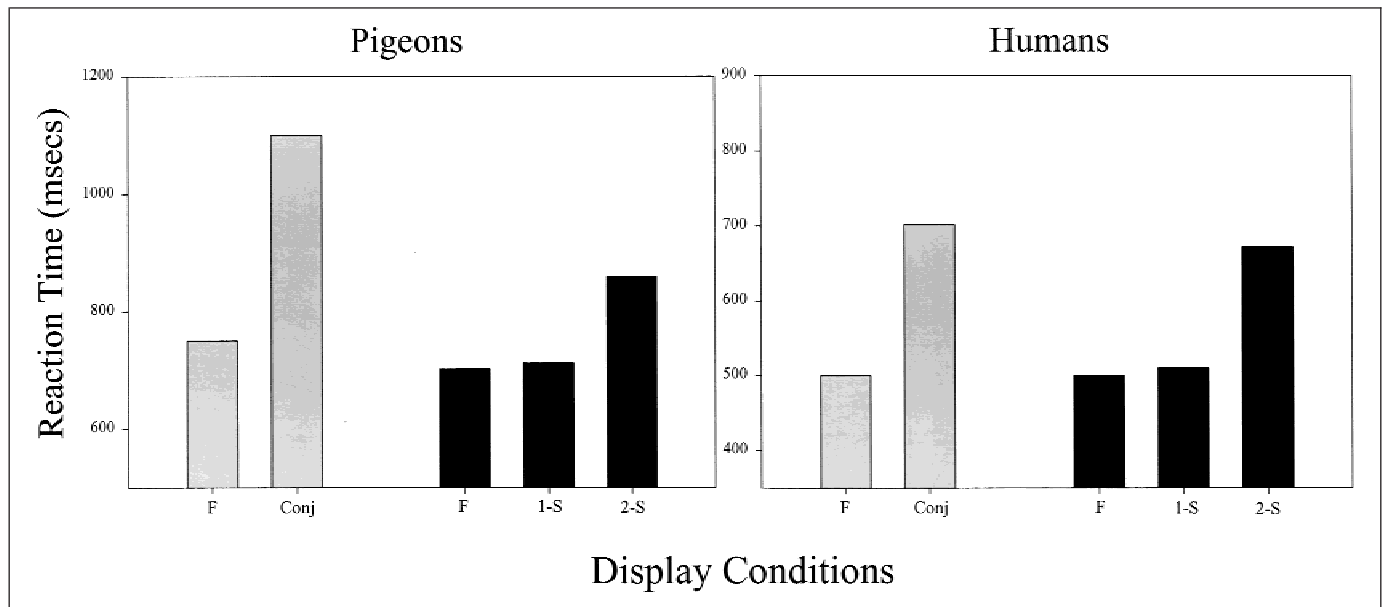 Pigeons
Humans
Reaction Time (msecs)
1200
1000
800
600
F
Conj
F
1-S
2-S
900
800
700
600
500
400
F
Conj
F
1-S
2-S
Display Conditions